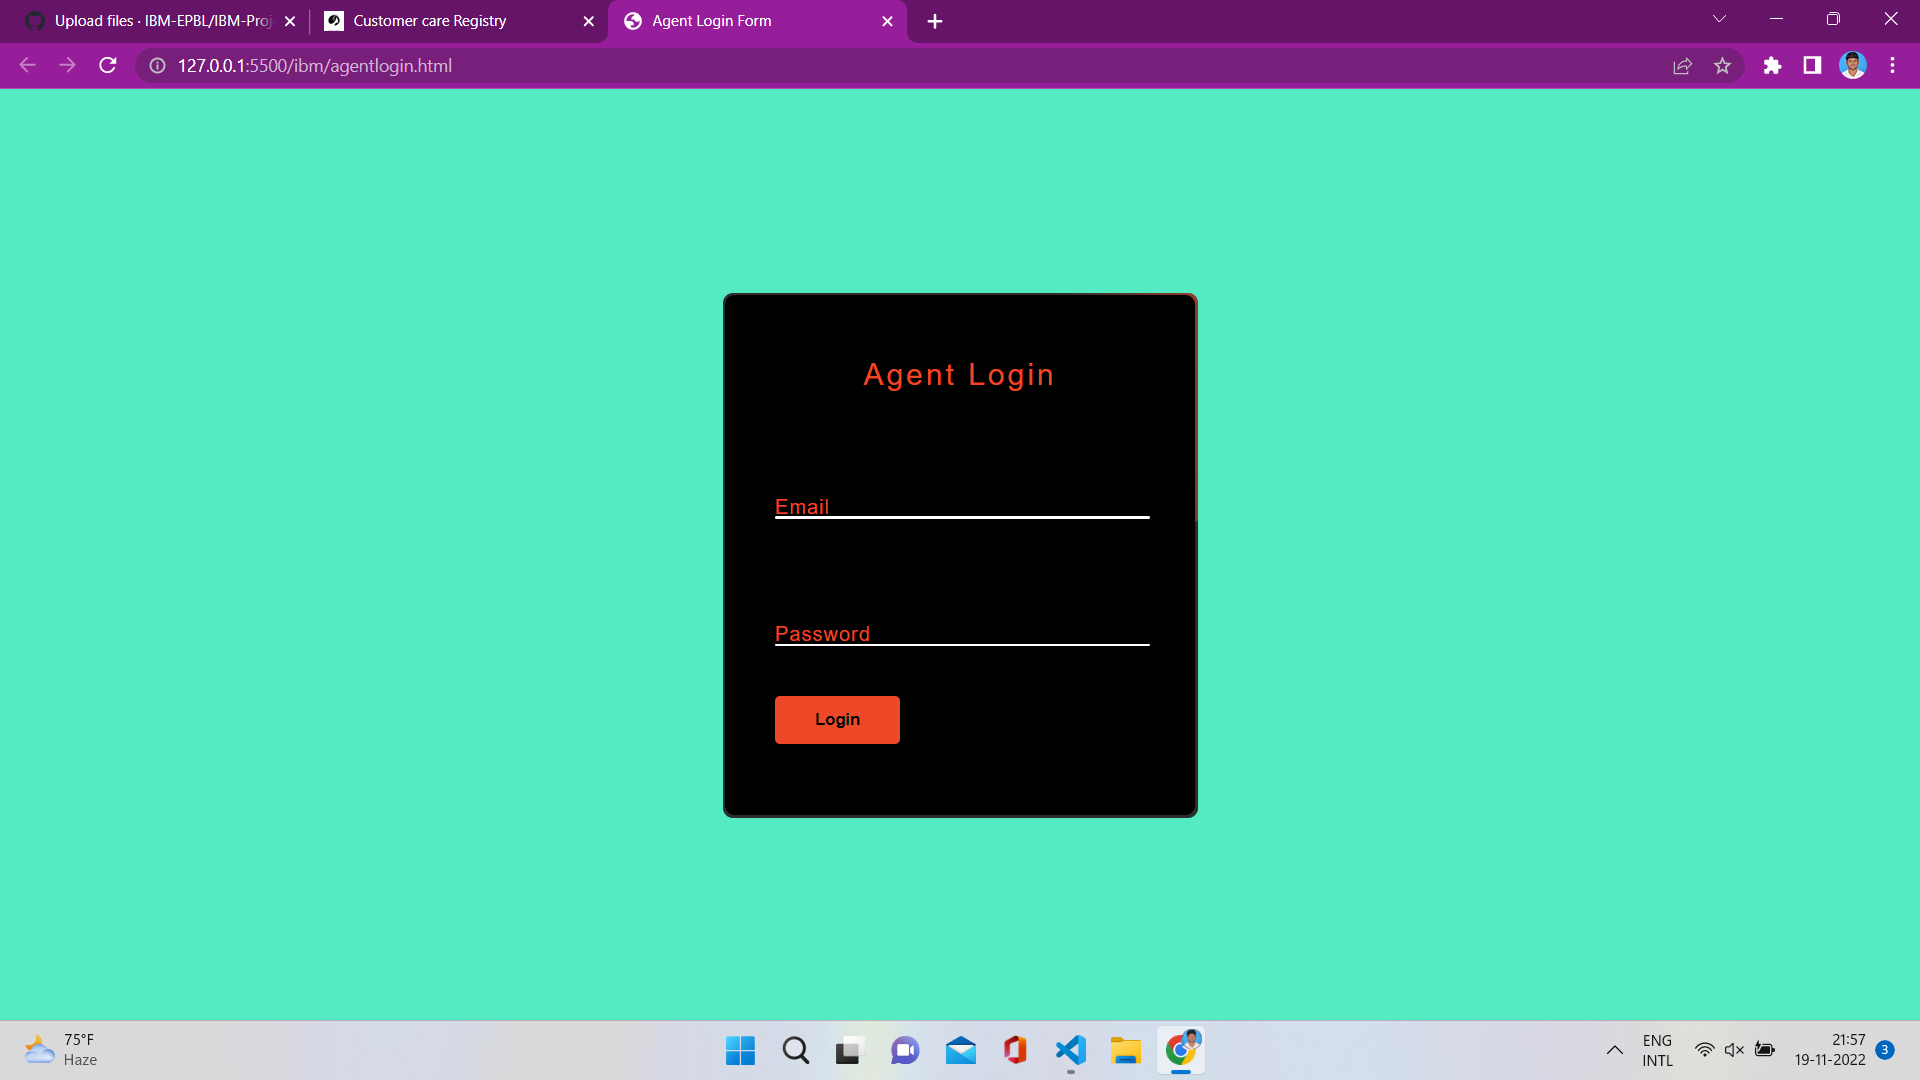 Upload files · IBM-EPBL/IBM-Proj
Customer care Registry
Agent Login Form
127.0.0.1:5500/ibm/agentlogin.html
Agent Login
Email
Password
Login
75°F
Haze
ENG
INTL
21:57
19-11-2022
3